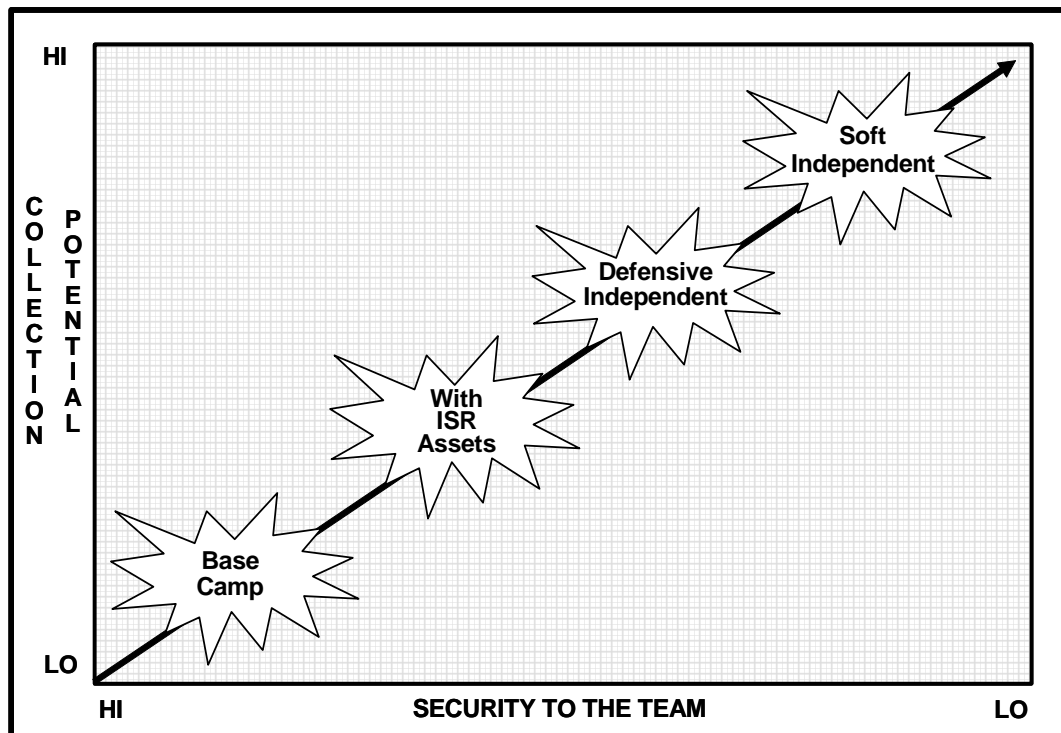 HI
COLLECTION
POTENTIAL
LO
Soft
Independent
Defensive
Independent
With
ISR
Assets
Base
Camp
HI
SECURITY TO THE TEAM
LO